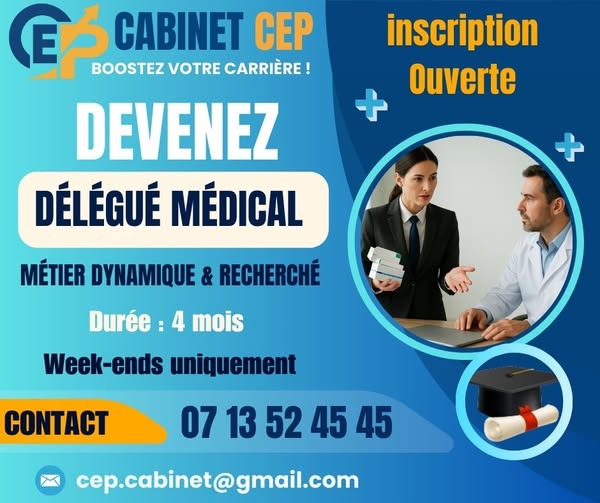 CEP CABINET CEP
BOOSTEZ VOTRE CARRIÈRE !
inscription
Ouverte
DEVENEZ
DÉLÉGUÉ MÉDICAL
MÉTIER DYNAMIQUE & RECHERCHÉ
Durée : 4 mois
Week-ends uniquement
CONTACT 07 13 52 45 45
cep.cabinet@gmail.com